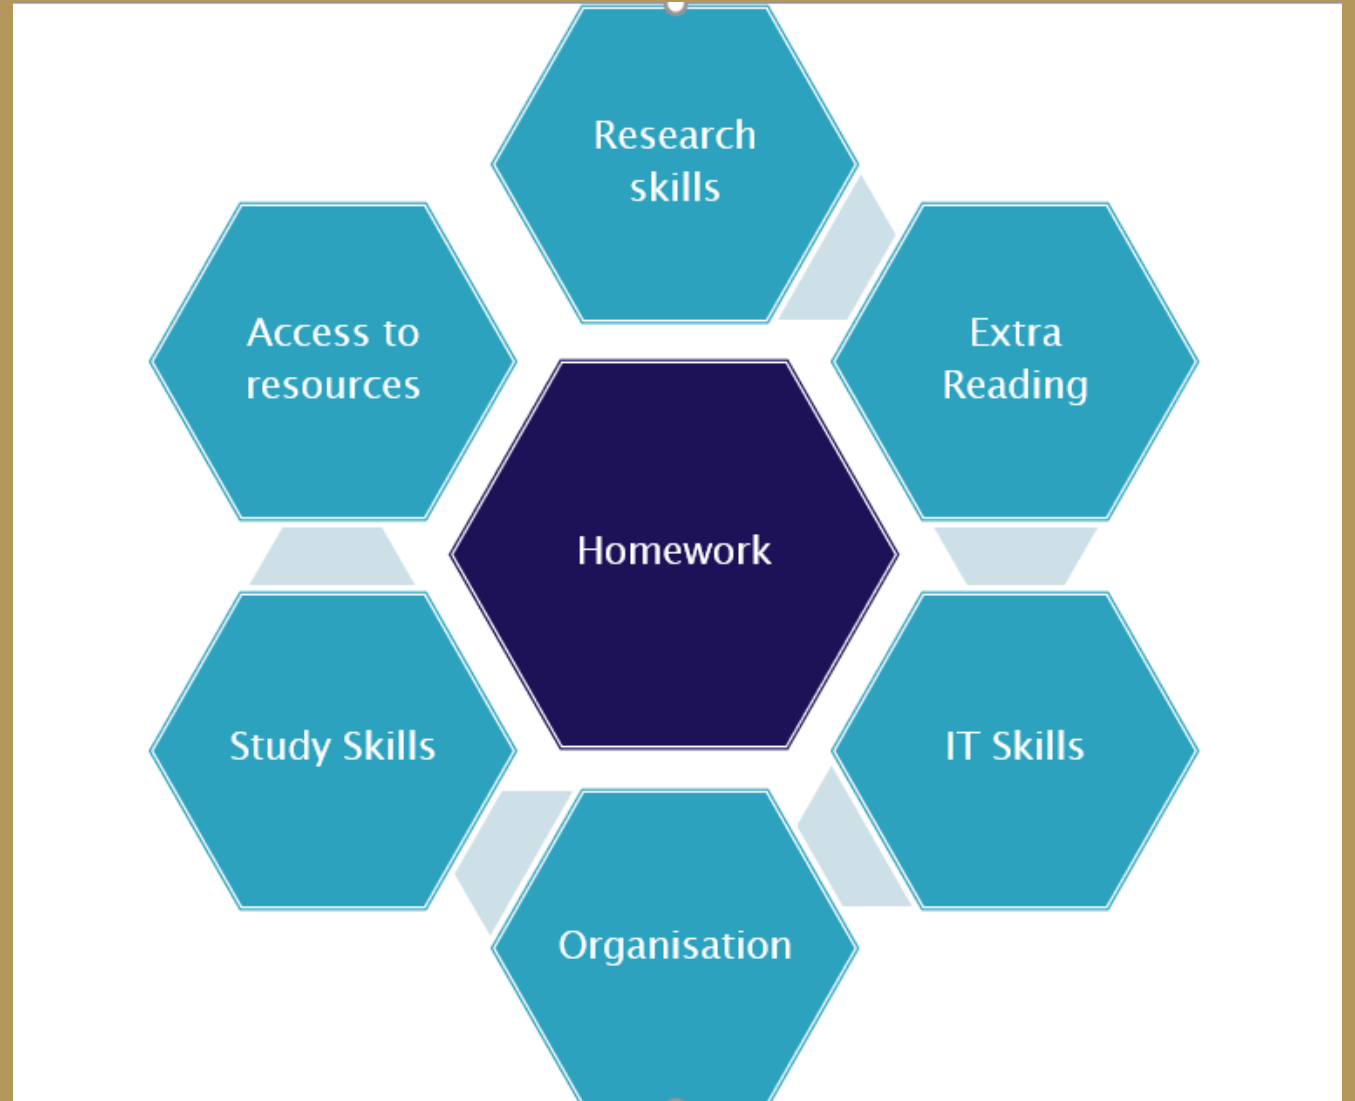 Research
skills
Access to
resources
Extra
Reading
Homework
Study Skills
IT Skills
Organisation